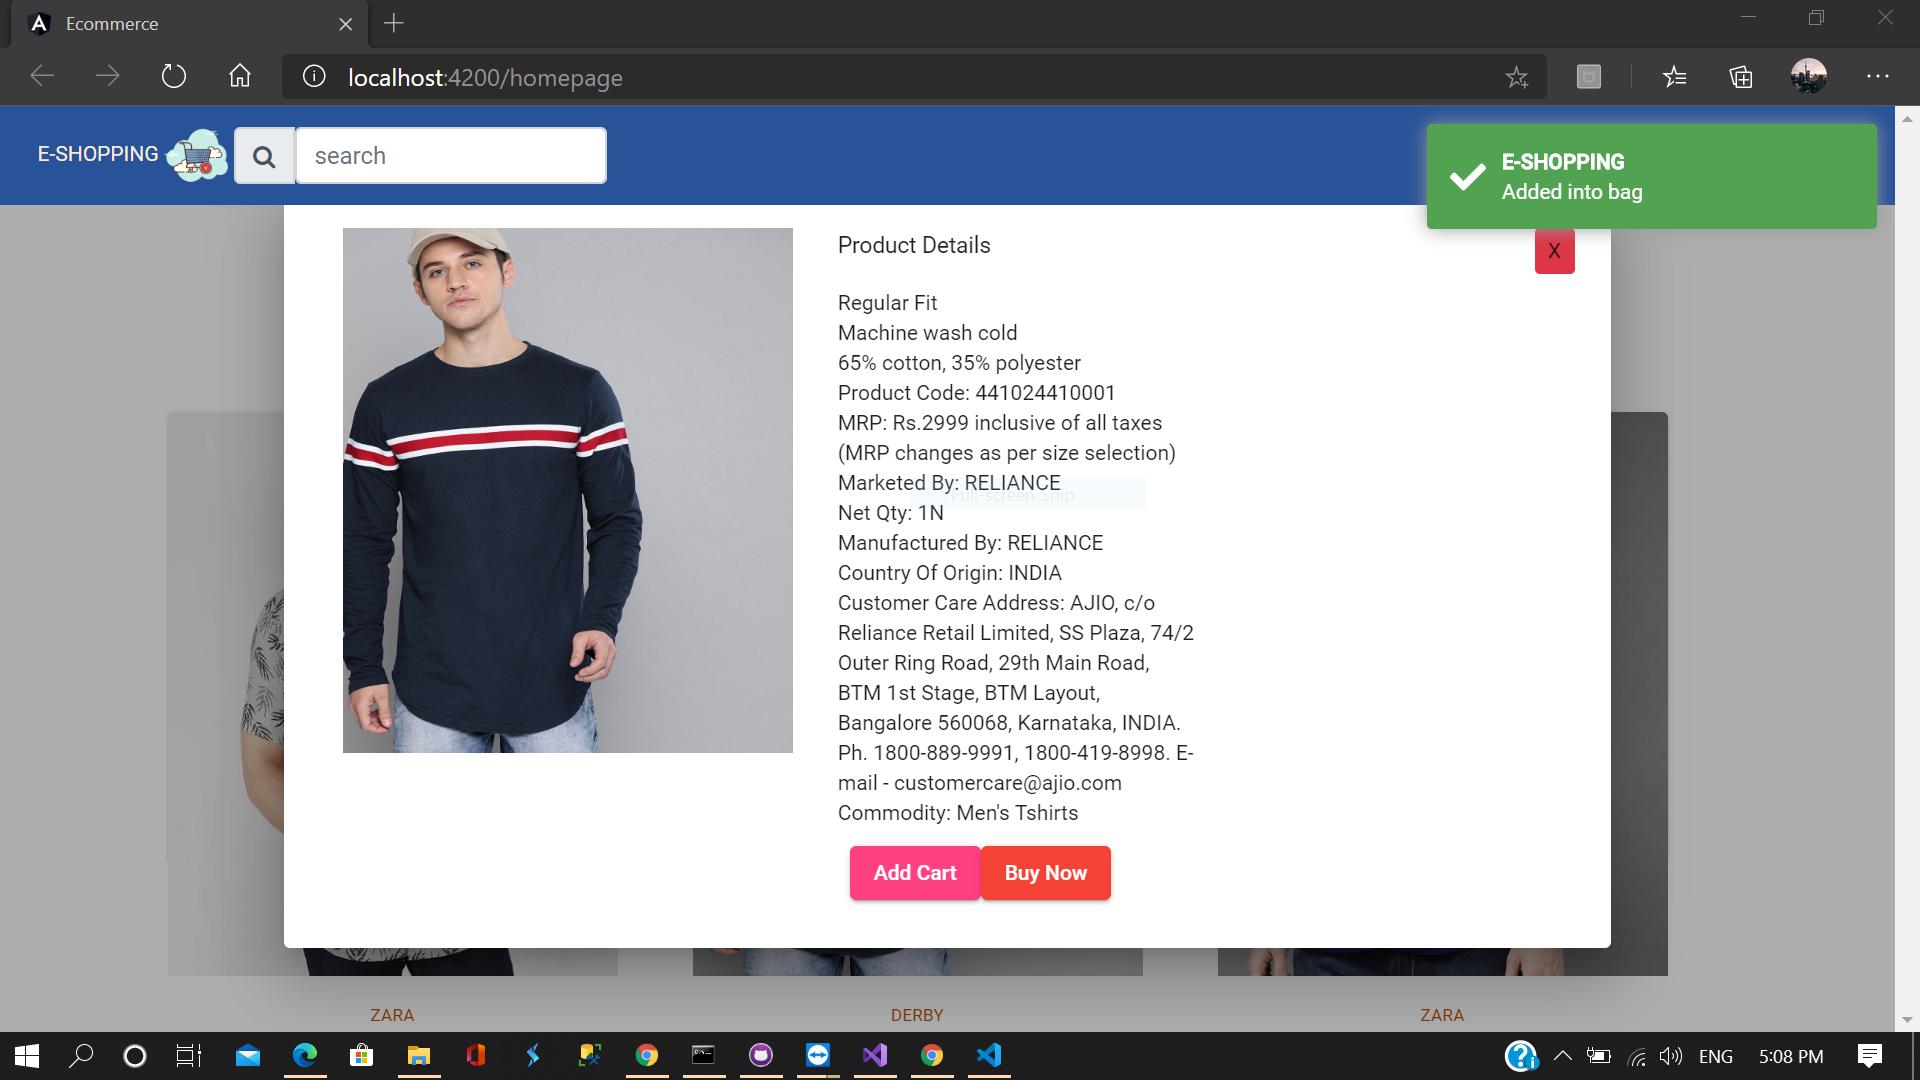 Ecommerce
localhost:4200/homepage
E-SHOPPING
search
E-SHOPPING
Added into bag
Product Details
X
Regular Fit
Machine wash cold
65% cotton, 35% polyester
Product Code: 441024410001
MRP: Rs.2999 inclusive of all taxes
(MRP changes as per size selection)
Marketed By: RELIANCE
Full-screen Snip
Net Qty: 1N
Manufactured By: RELIANCE
Country Of Origin: INDIA
Customer Care Address: AJIO, c/o
Reliance Retail Limited, SS Plaza, 74/2
Outer Ring Road, 29th Main Road,
BTM 1st Stage, BTM Layout,
Bangalore 560068, Karnataka, INDIA.
Ph. 1800-889-9991, 1800-419-8998. E-
mail - customercare@ajio.com
Commodity: Men's Tshirts
Add Cart
Buy Now
ZARA
DERBY
ZARA
ENG
5:08 PM